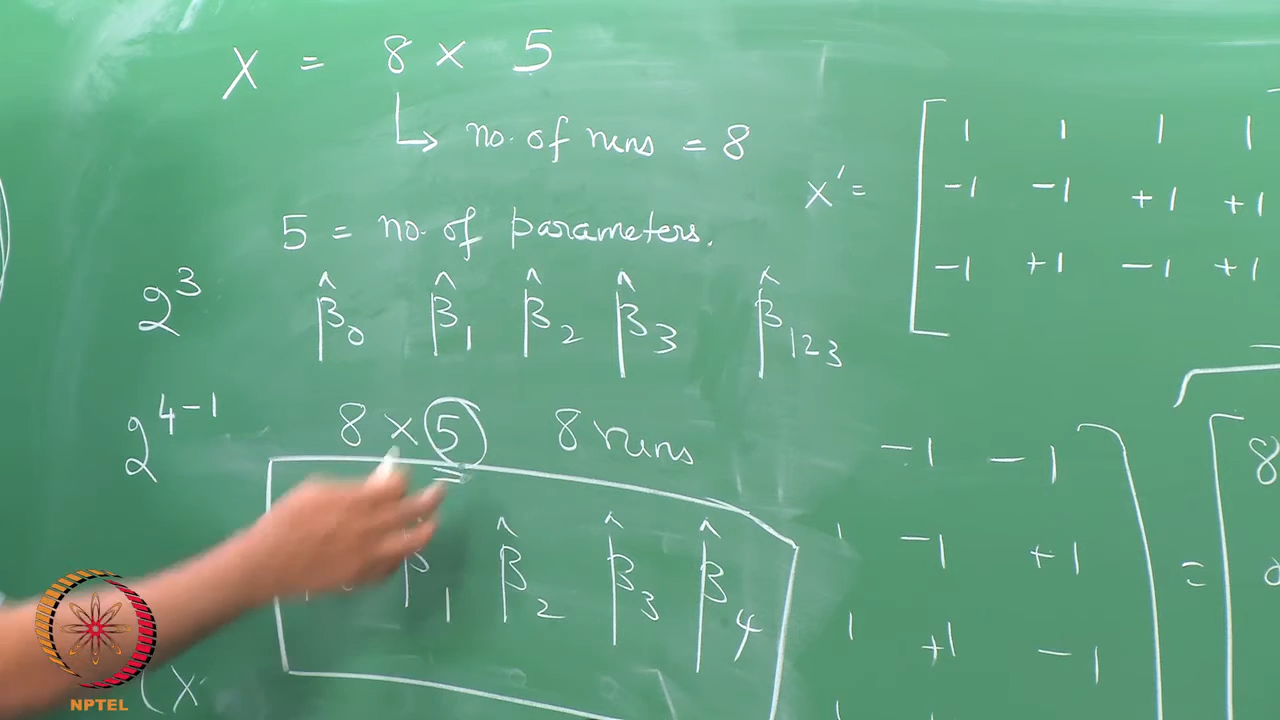 X = 8 × 5
↳ no. of runs = 8
5 = no. of parameters.
2³ β̂₀ β̂₁ β̂₂ β̂₃ β̂₁₂₃
2⁴⁻¹ 8 × 5 8 runs
β₁ β̂₂ β̂₃ β̂₄
(X
X' =
1 1 1 1
-1 -1 +1 +1
-1 +1 -1 +1
-1 -1
1 -1 +1
1 +1 -1
= 8
NPTEL